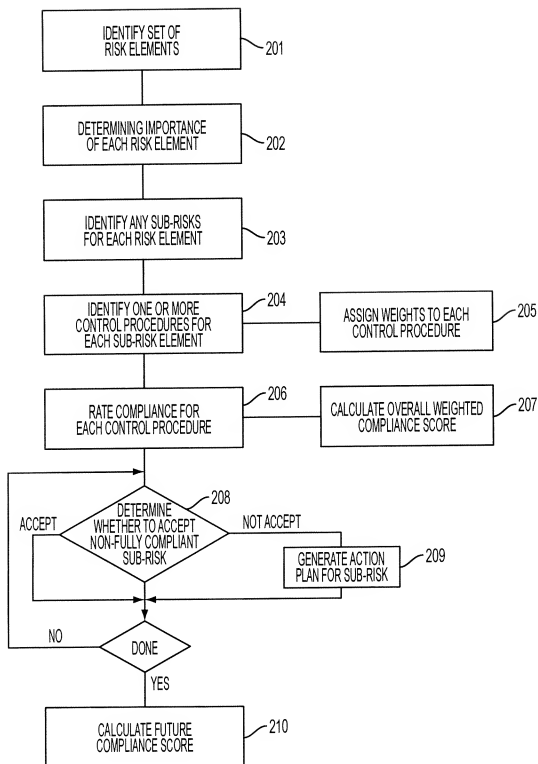 IDENTIFY SET OF
RISK ELEMENTS
201
DETERMINING IMPORTANCE
OF EACH RISK ELEMENT
202
IDENTIFY ANY SUB-RISKS
FOR EACH RISK ELEMENT
203
IDENTIFY ONE OR MORE
CONTROL PROCEDURES FOR
EACH SUB-RISK ELEMENT
204
ASSIGN WEIGHTS TO EACH
CONTROL PROCEDURE
205
RATE COMPLIANCE FOR
EACH CONTROL PROCEDURE
206
CALCULATE OVERALL WEIGHTED
COMPLIANCE SCORE
207
DETERMINE
WHETHER TO ACCEPT
NON-FULLY COMPLIANT
SUB-RISK
208
ACCEPT
NOT ACCEPT
GENERATE ACTION
PLAN FOR SUB-RISK
209
NO
DONE
YES
CALCULATE FUTURE
COMPLIANCE SCORE
210